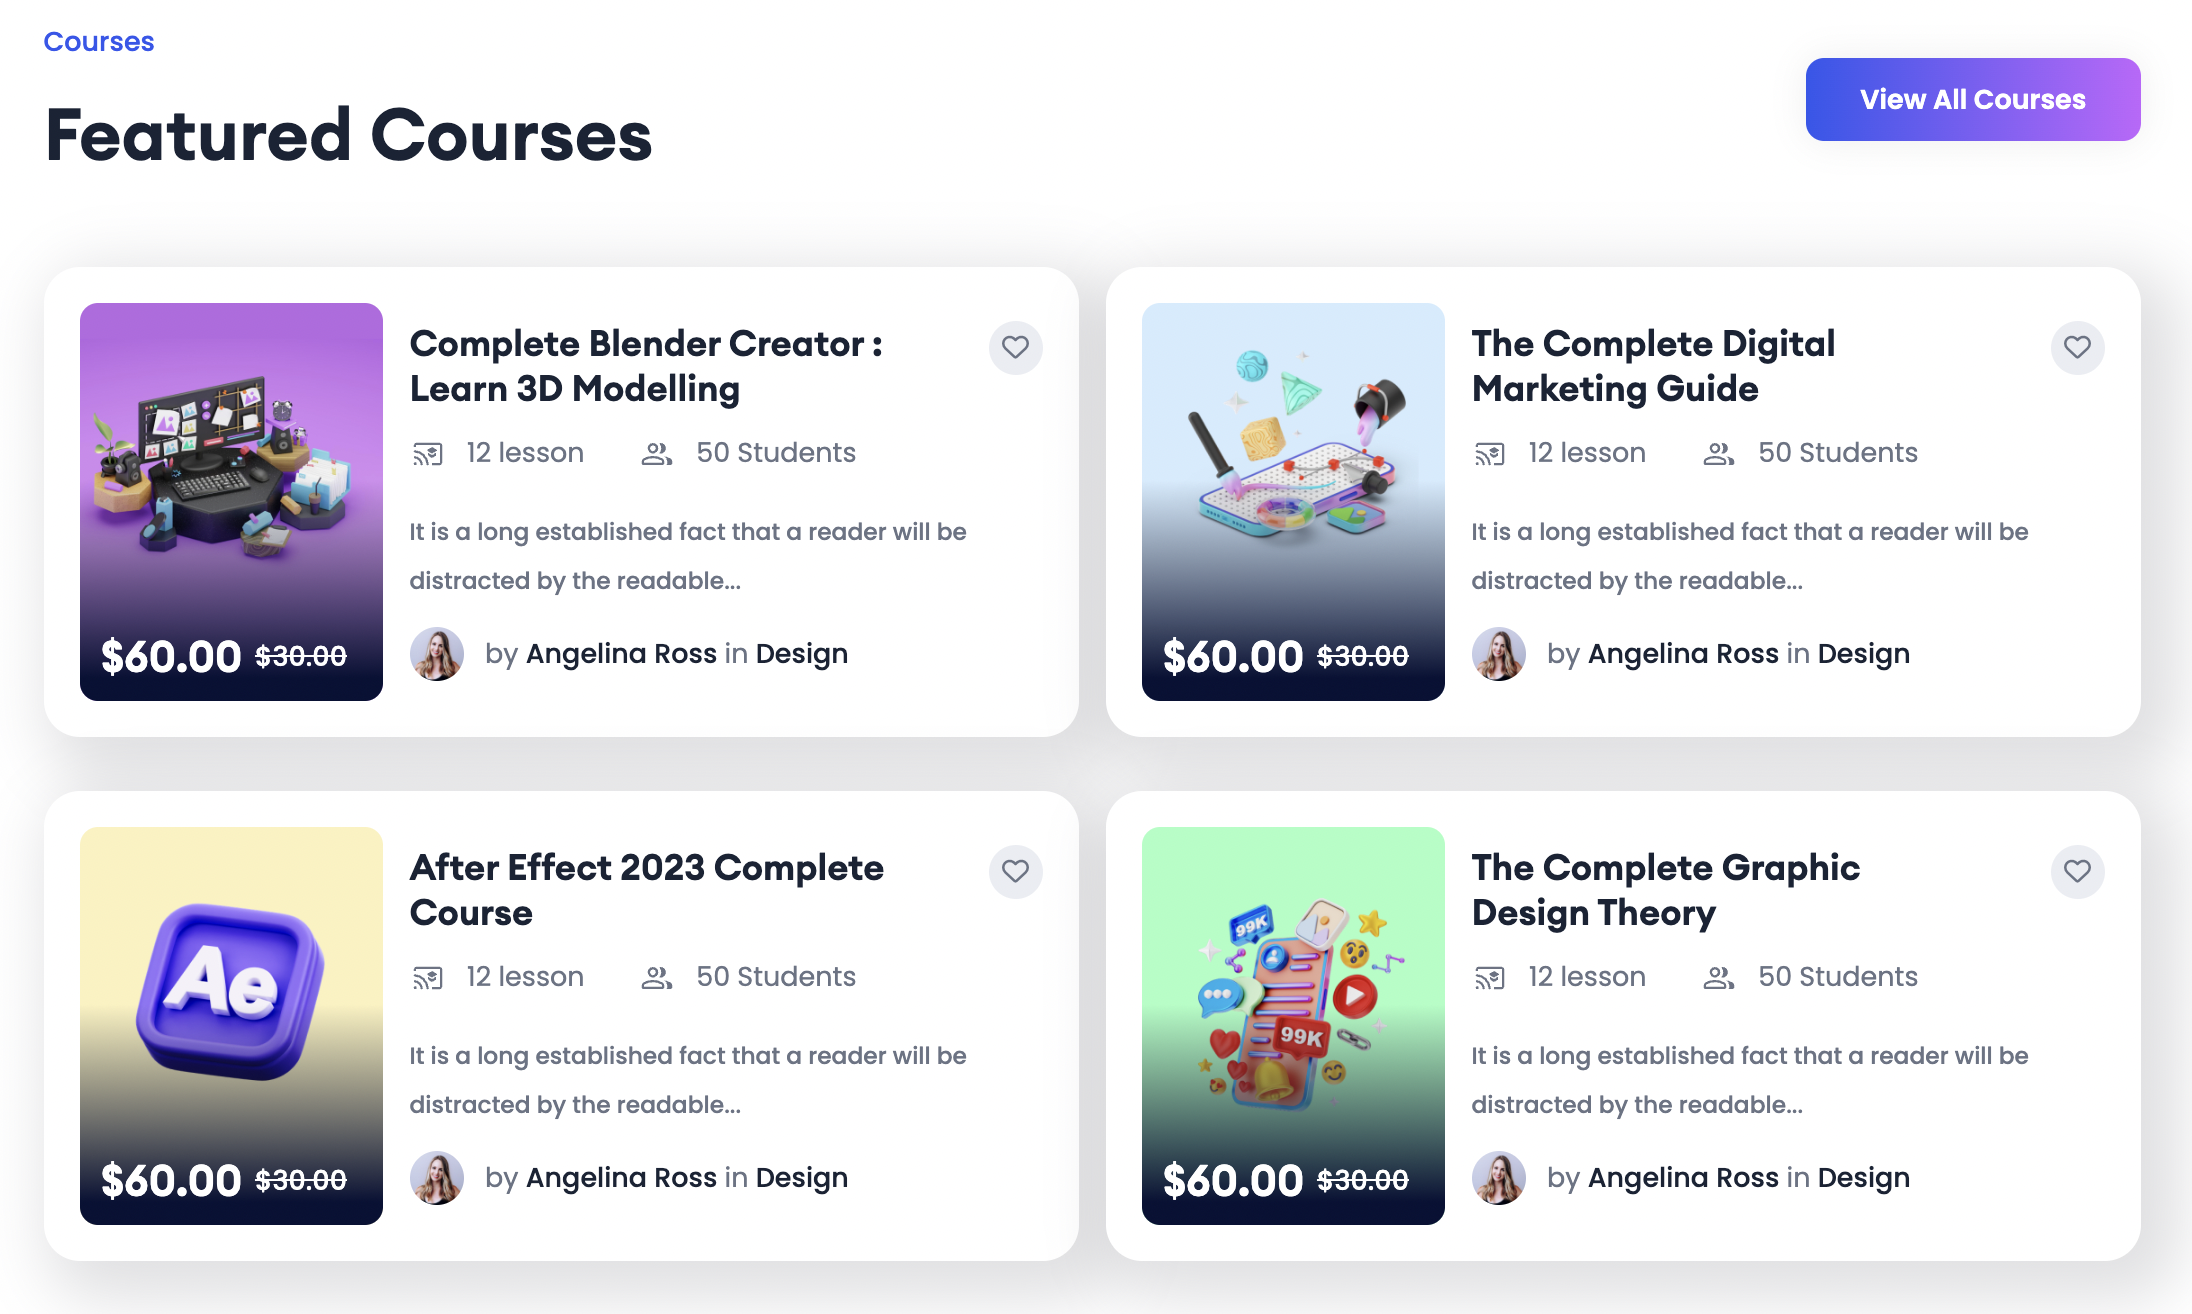 Courses
Featured Courses
View All Courses
Complete Blender Creator :
Learn 3D Modelling
12 lesson
50 Students
It is a long established fact that a reader will be
distracted by the readable...
$60.00 $30.00
by Angelina Ross in Design
The Complete Digital
Marketing Guide
12 lesson
50 Students
It is a long established fact that a reader will be
distracted by the readable...
$60.00 $30.00
by Angelina Ross in Design
Ae
After Effect 2023 Complete
Course
12 lesson
50 Students
It is a long established fact that a reader will be
distracted by the readable...
$60.00 $30.00
by Angelina Ross in Design
99K
99K
The Complete Graphic
Design Theory
12 lesson
50 Students
It is a long established fact that a reader will be
distracted by the readable...
$60.00 $30.00
by Angelina Ross in Design